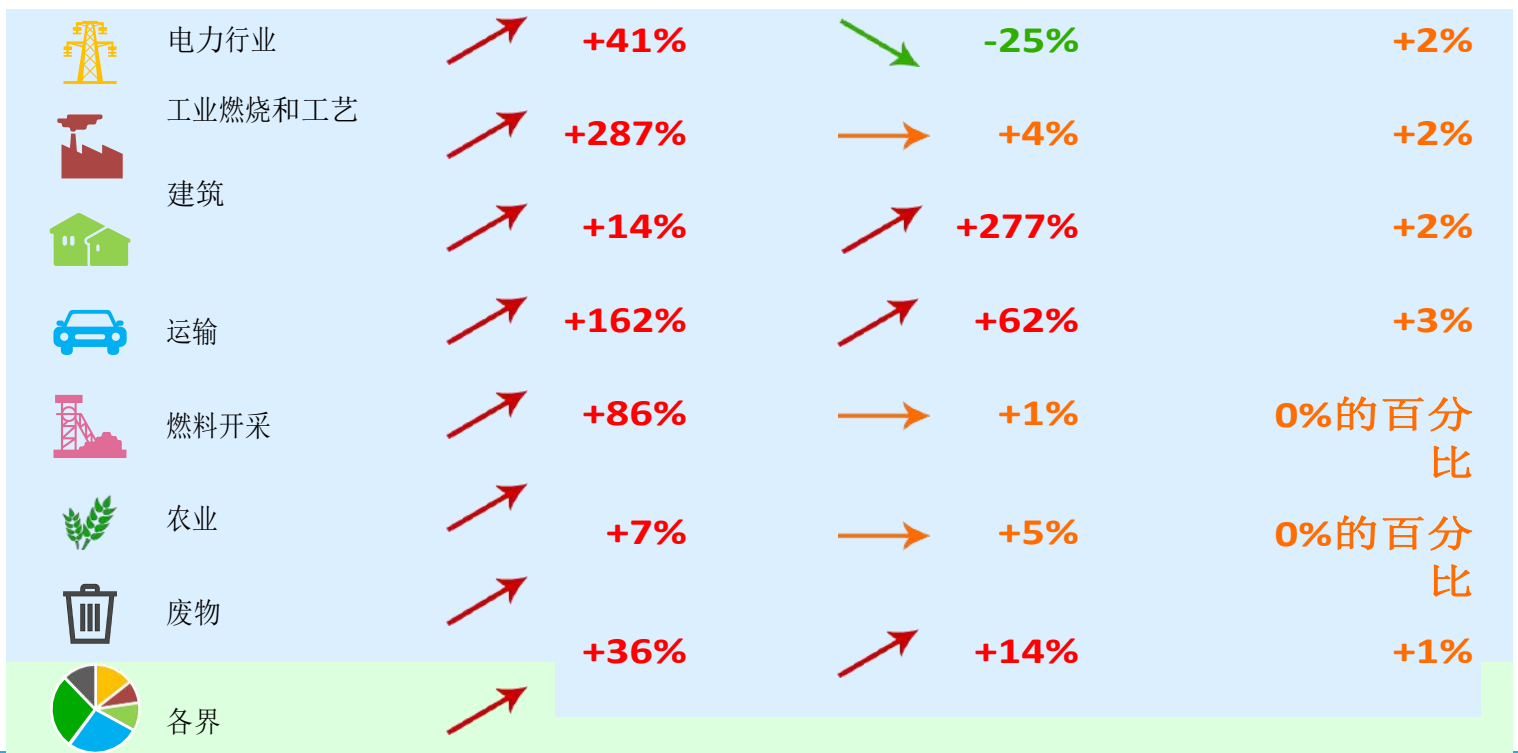 电力行业 +41% -25% +2%
工业燃烧和工艺
+287% +4% +2%
建筑
+14% +277% +2%
运输 +162% +62% +3%
燃料开采 +86% +1% 0%的百分
比
农业 +7% +5% 0%的百分
比
废物
+36% +14% +1%
各界